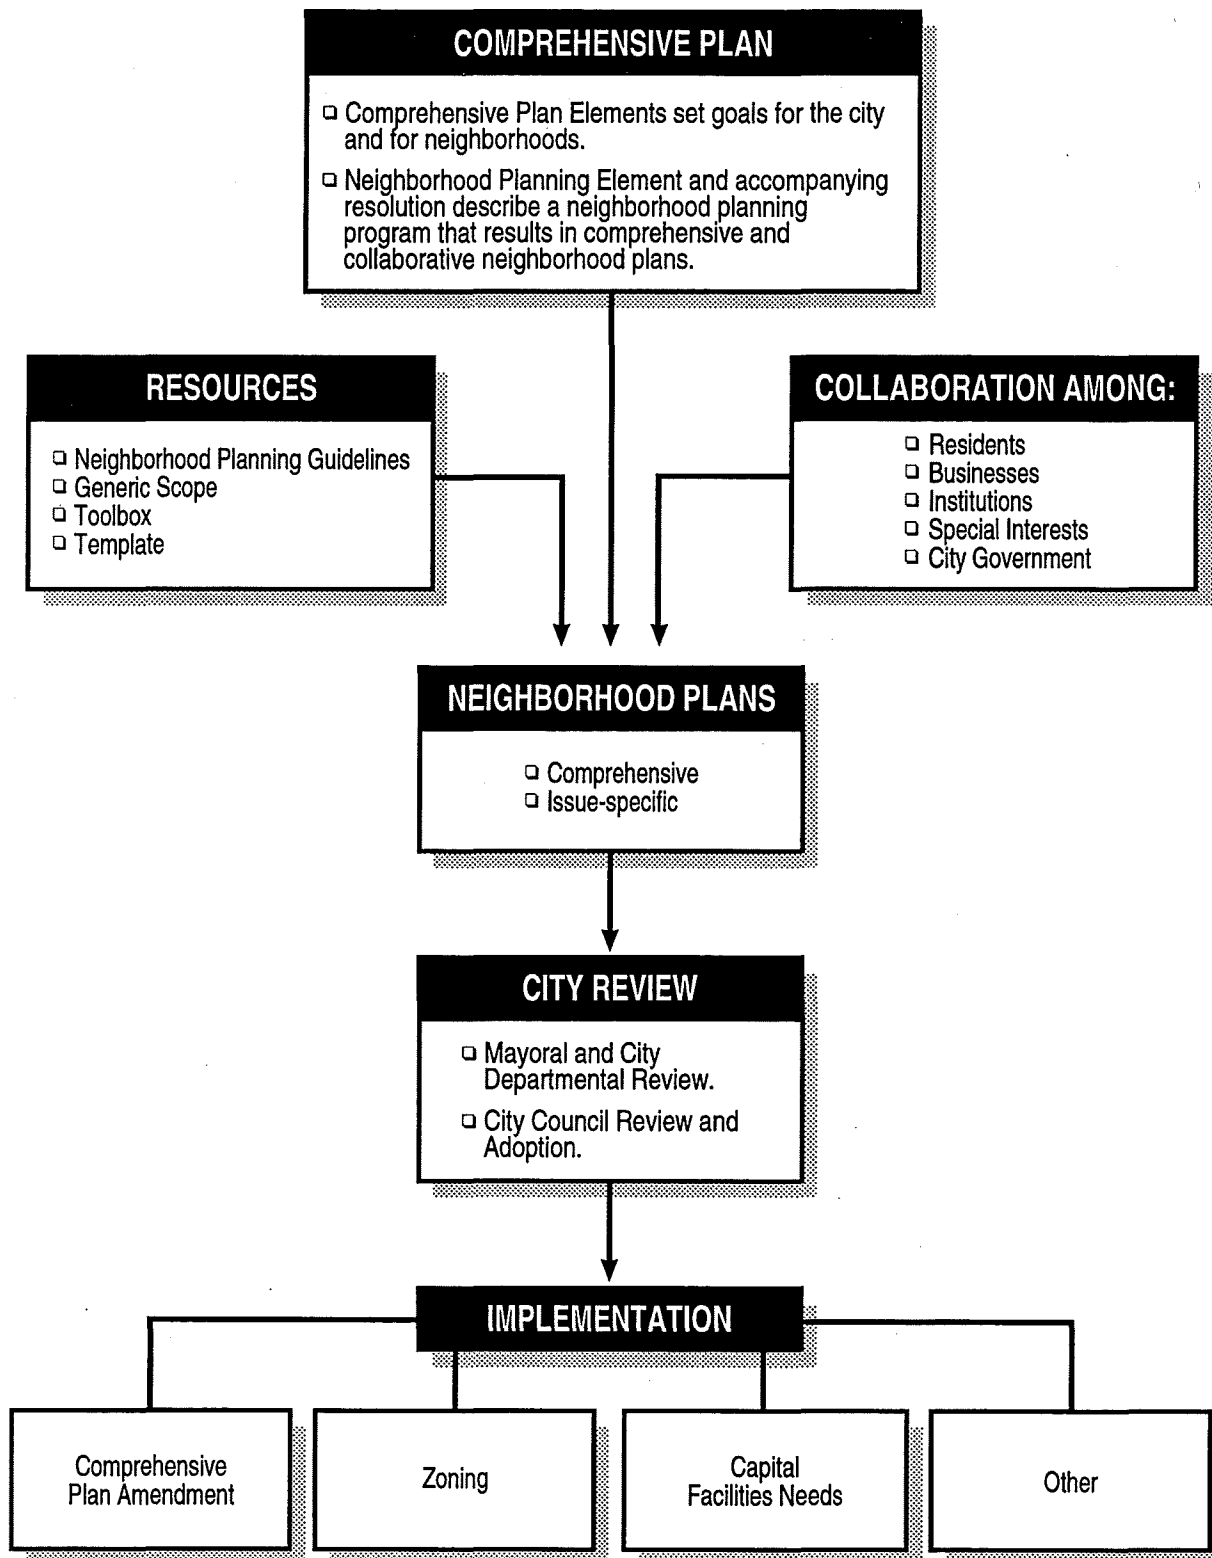 COMPREHENSIVE PLAN
❑ Comprehensive Plan Elements set goals for the city
and for neighborhoods.
❑ Neighborhood Planning Element and accompanying
resolution describe a neighborhood planning
program that results in comprehensive and
collaborative neighborhood plans.
RESOURCES
❑ Neighborhood Planning Guidelines
❑ Generic Scope
❑ Toolbox
❑ Template
COLLABORATION AMONG:
❑ Residents
❑ Businesses
❑ Institutions
❑ Special Interests
❑ City Government
NEIGHBORHOOD PLANS
❑ Comprehensive
❑ Issue-specific
CITY REVIEW
❑ Mayoral and City
Departmental Review.
❑ City Council Review and
Adoption.
IMPLEMENTATION
Comprehensive
Plan Amendment
Zoning
Capital
Facilities Needs
Other